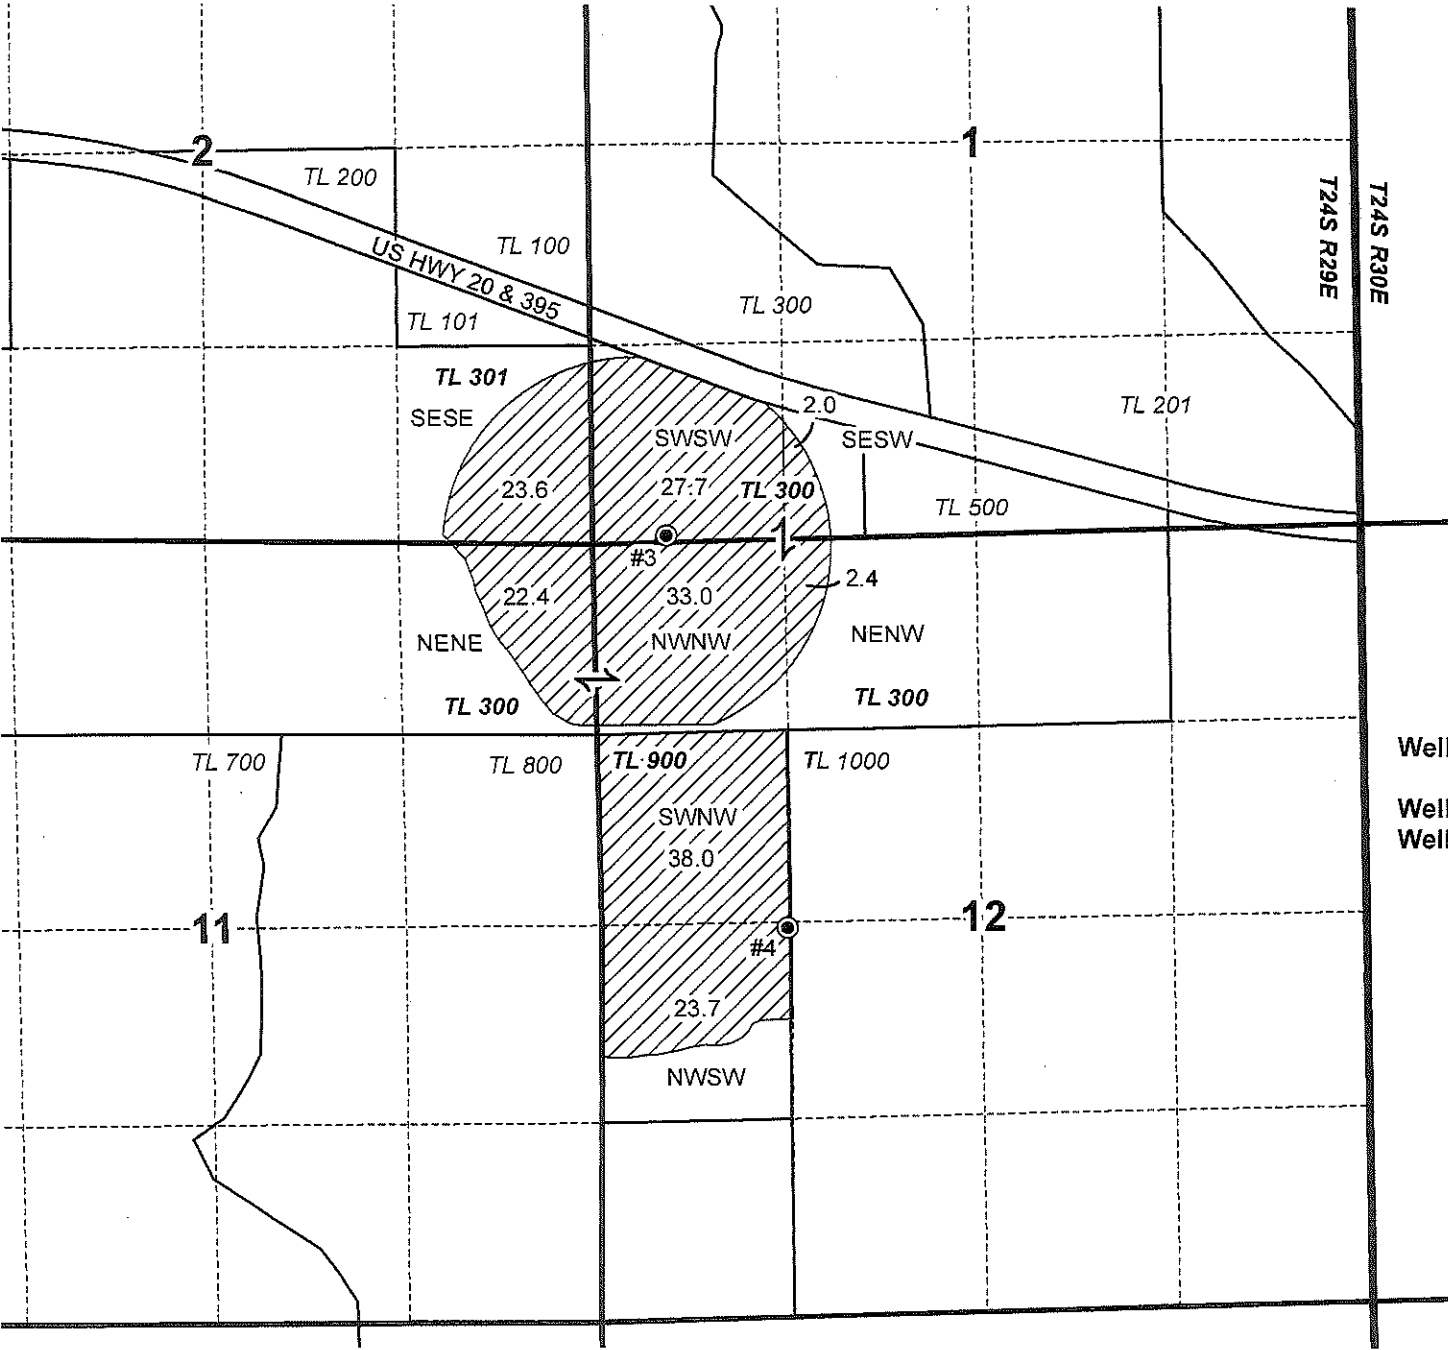 2
1
TL 200
T24S R29E
T24S R30E
TL 100
US HWY 20 & 395
TL 300
TL 101
TL 301
SESE
2.0
TL 201
SWSW
SESW
23.6
27.7
TL 300
TL 500
#3
22.4
33.0
2.4
NENE
NWNW
NENW
TL 300
TL 300
TL 700
TL 800
TL 900
TL 1000
Well
SWNW
Well
38.0
Well
11
12
#4
23.7
NWSW